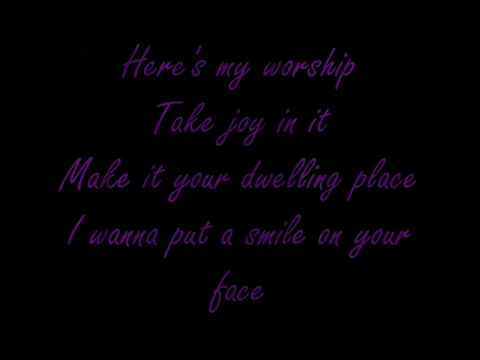 Here's my worship
Take joy in it
Make it your dwelling place
I wanna put a smile on your
face